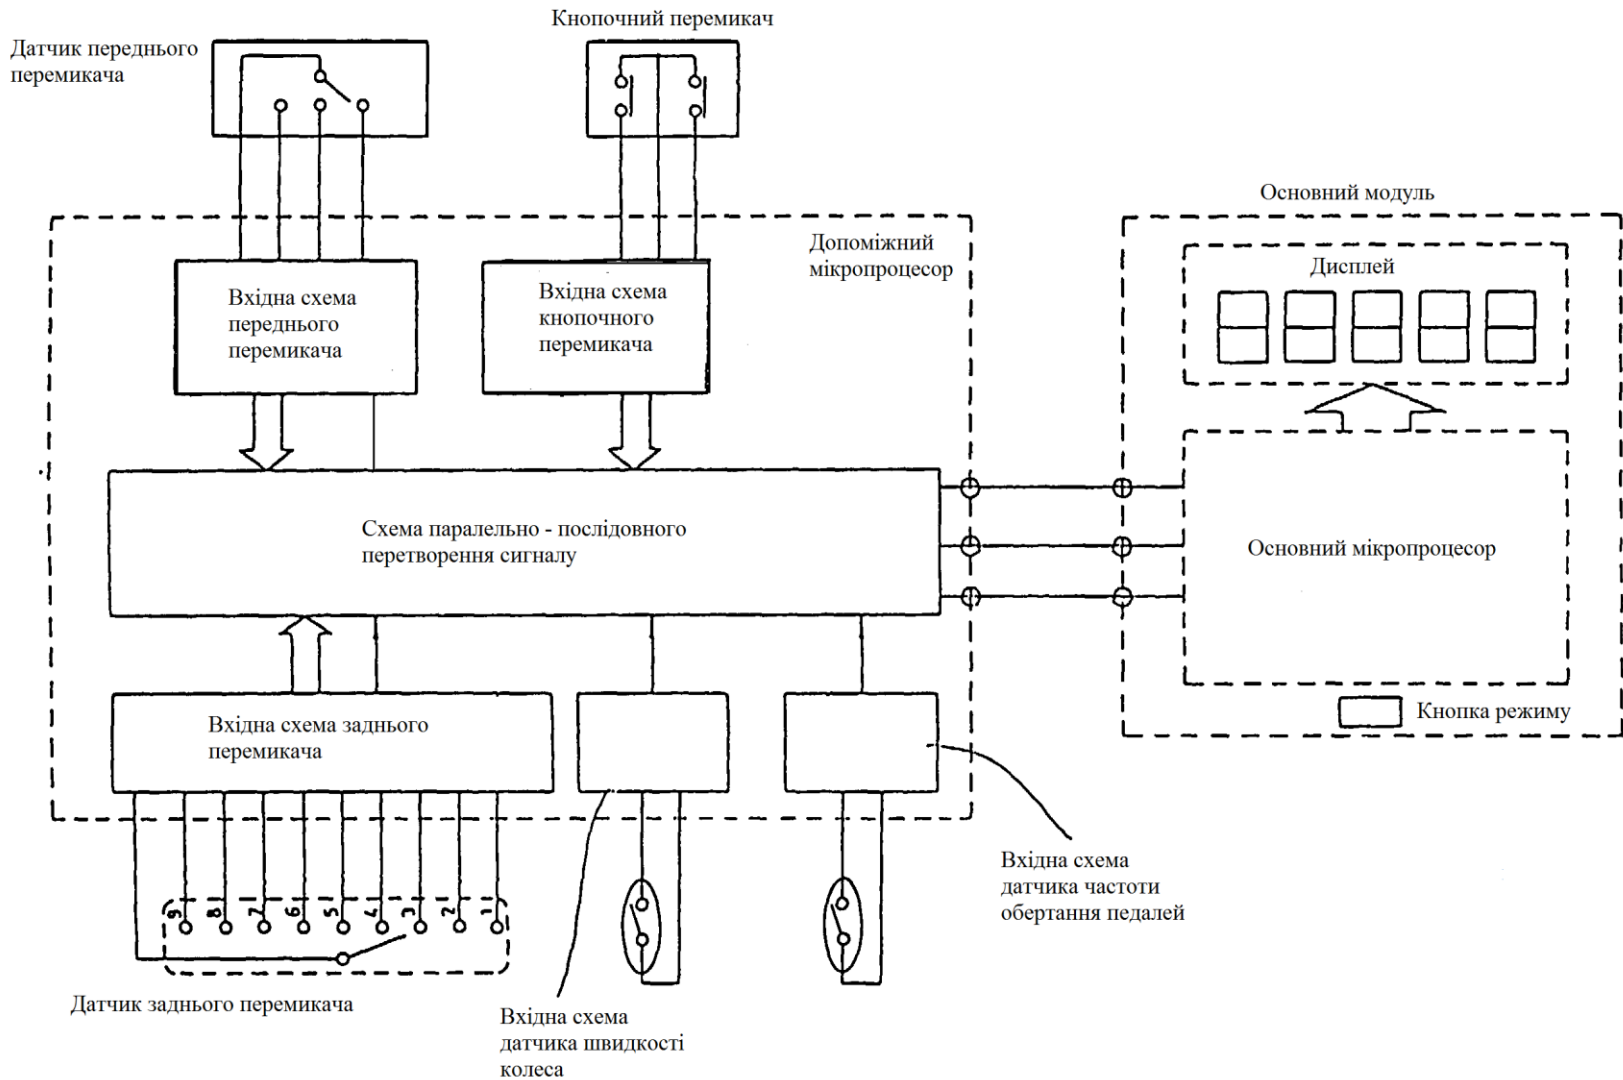 Кнопочний перемикач
Датчик переднього
перемикача
Основний модуль
Допоміжний
мікропроцесор
Дисплей
Вхідна схема
переднього
перемикача
Вхідна схема
кнопочного
перемикача
Схема паралельно - послідовного
перетворення сигналу
Основний мікропроцесор
Кнопка режиму
Вхідна схема заднього
перемикача
Вхідна схема
датчика частоти
обертання педалей
9 8 7 6 5 4 3 2 1
Датчик заднього перемикача
Вхідна схема
датчика швидкості
колеса